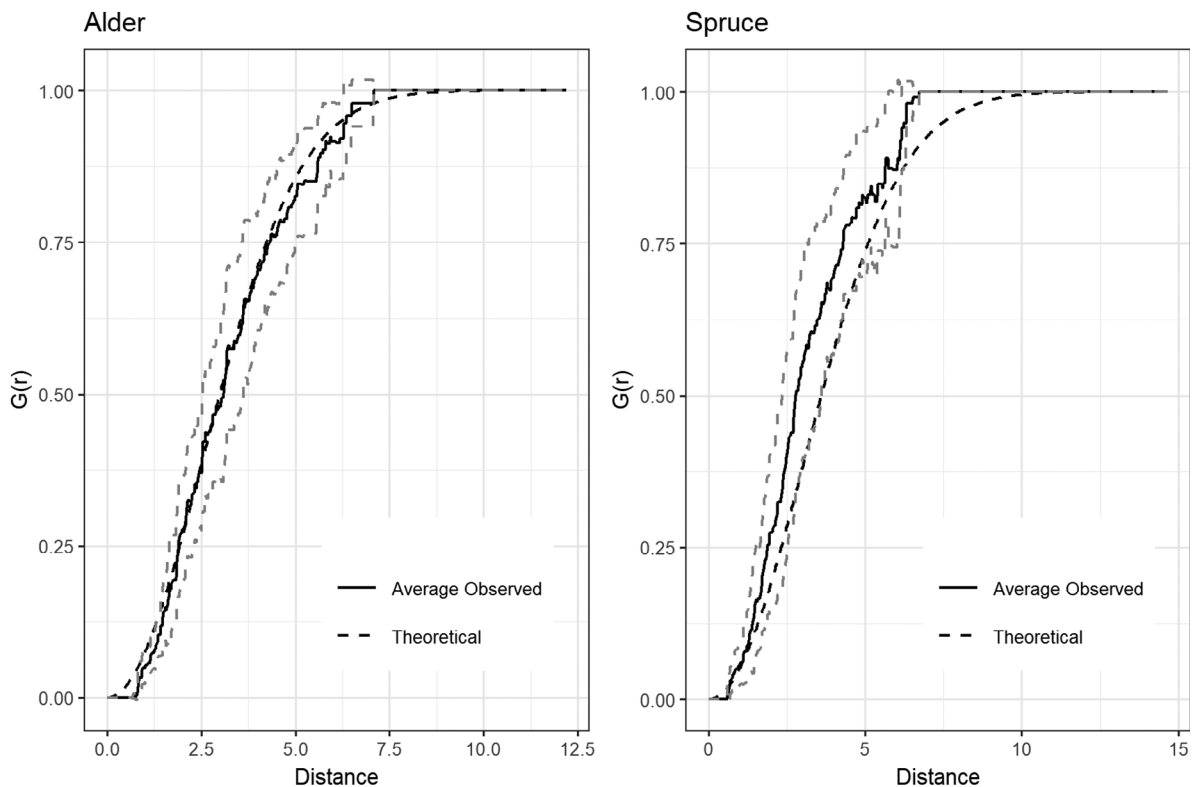 Alder
1.00
0.75
0.50
0.25
0.00
G(r)
0.0 2.5 5.0 7.5 10.0 12.5
Distance
Average Observed
Theoretical
Spruce
1.00
0.75
0.50
0.25
0.00
G(r)
0 5 10 15
Distance
Average Observed
Theoretical